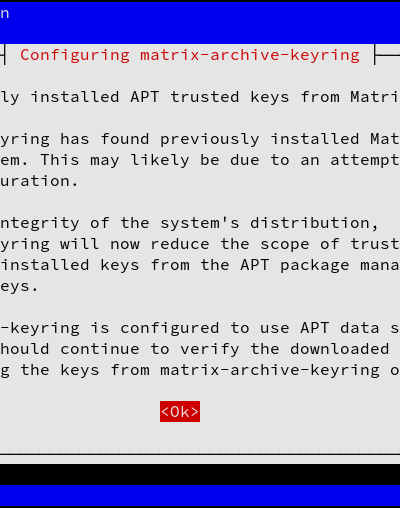 n
Configuring matrix-archive-keyring
ly installed APT trusted keys from Matri
yring has found previously installed Mat
em. This may likely be due to an attempt
uration.
ntegrity of the system's distribution,
yring will now reduce the scope of trust
installed keys from the APT package mana
eys.
-keyring is configured to use APT data s
hould continue to verify the downloaded
g the keys from matrix-archive-keyring o
<Ok>